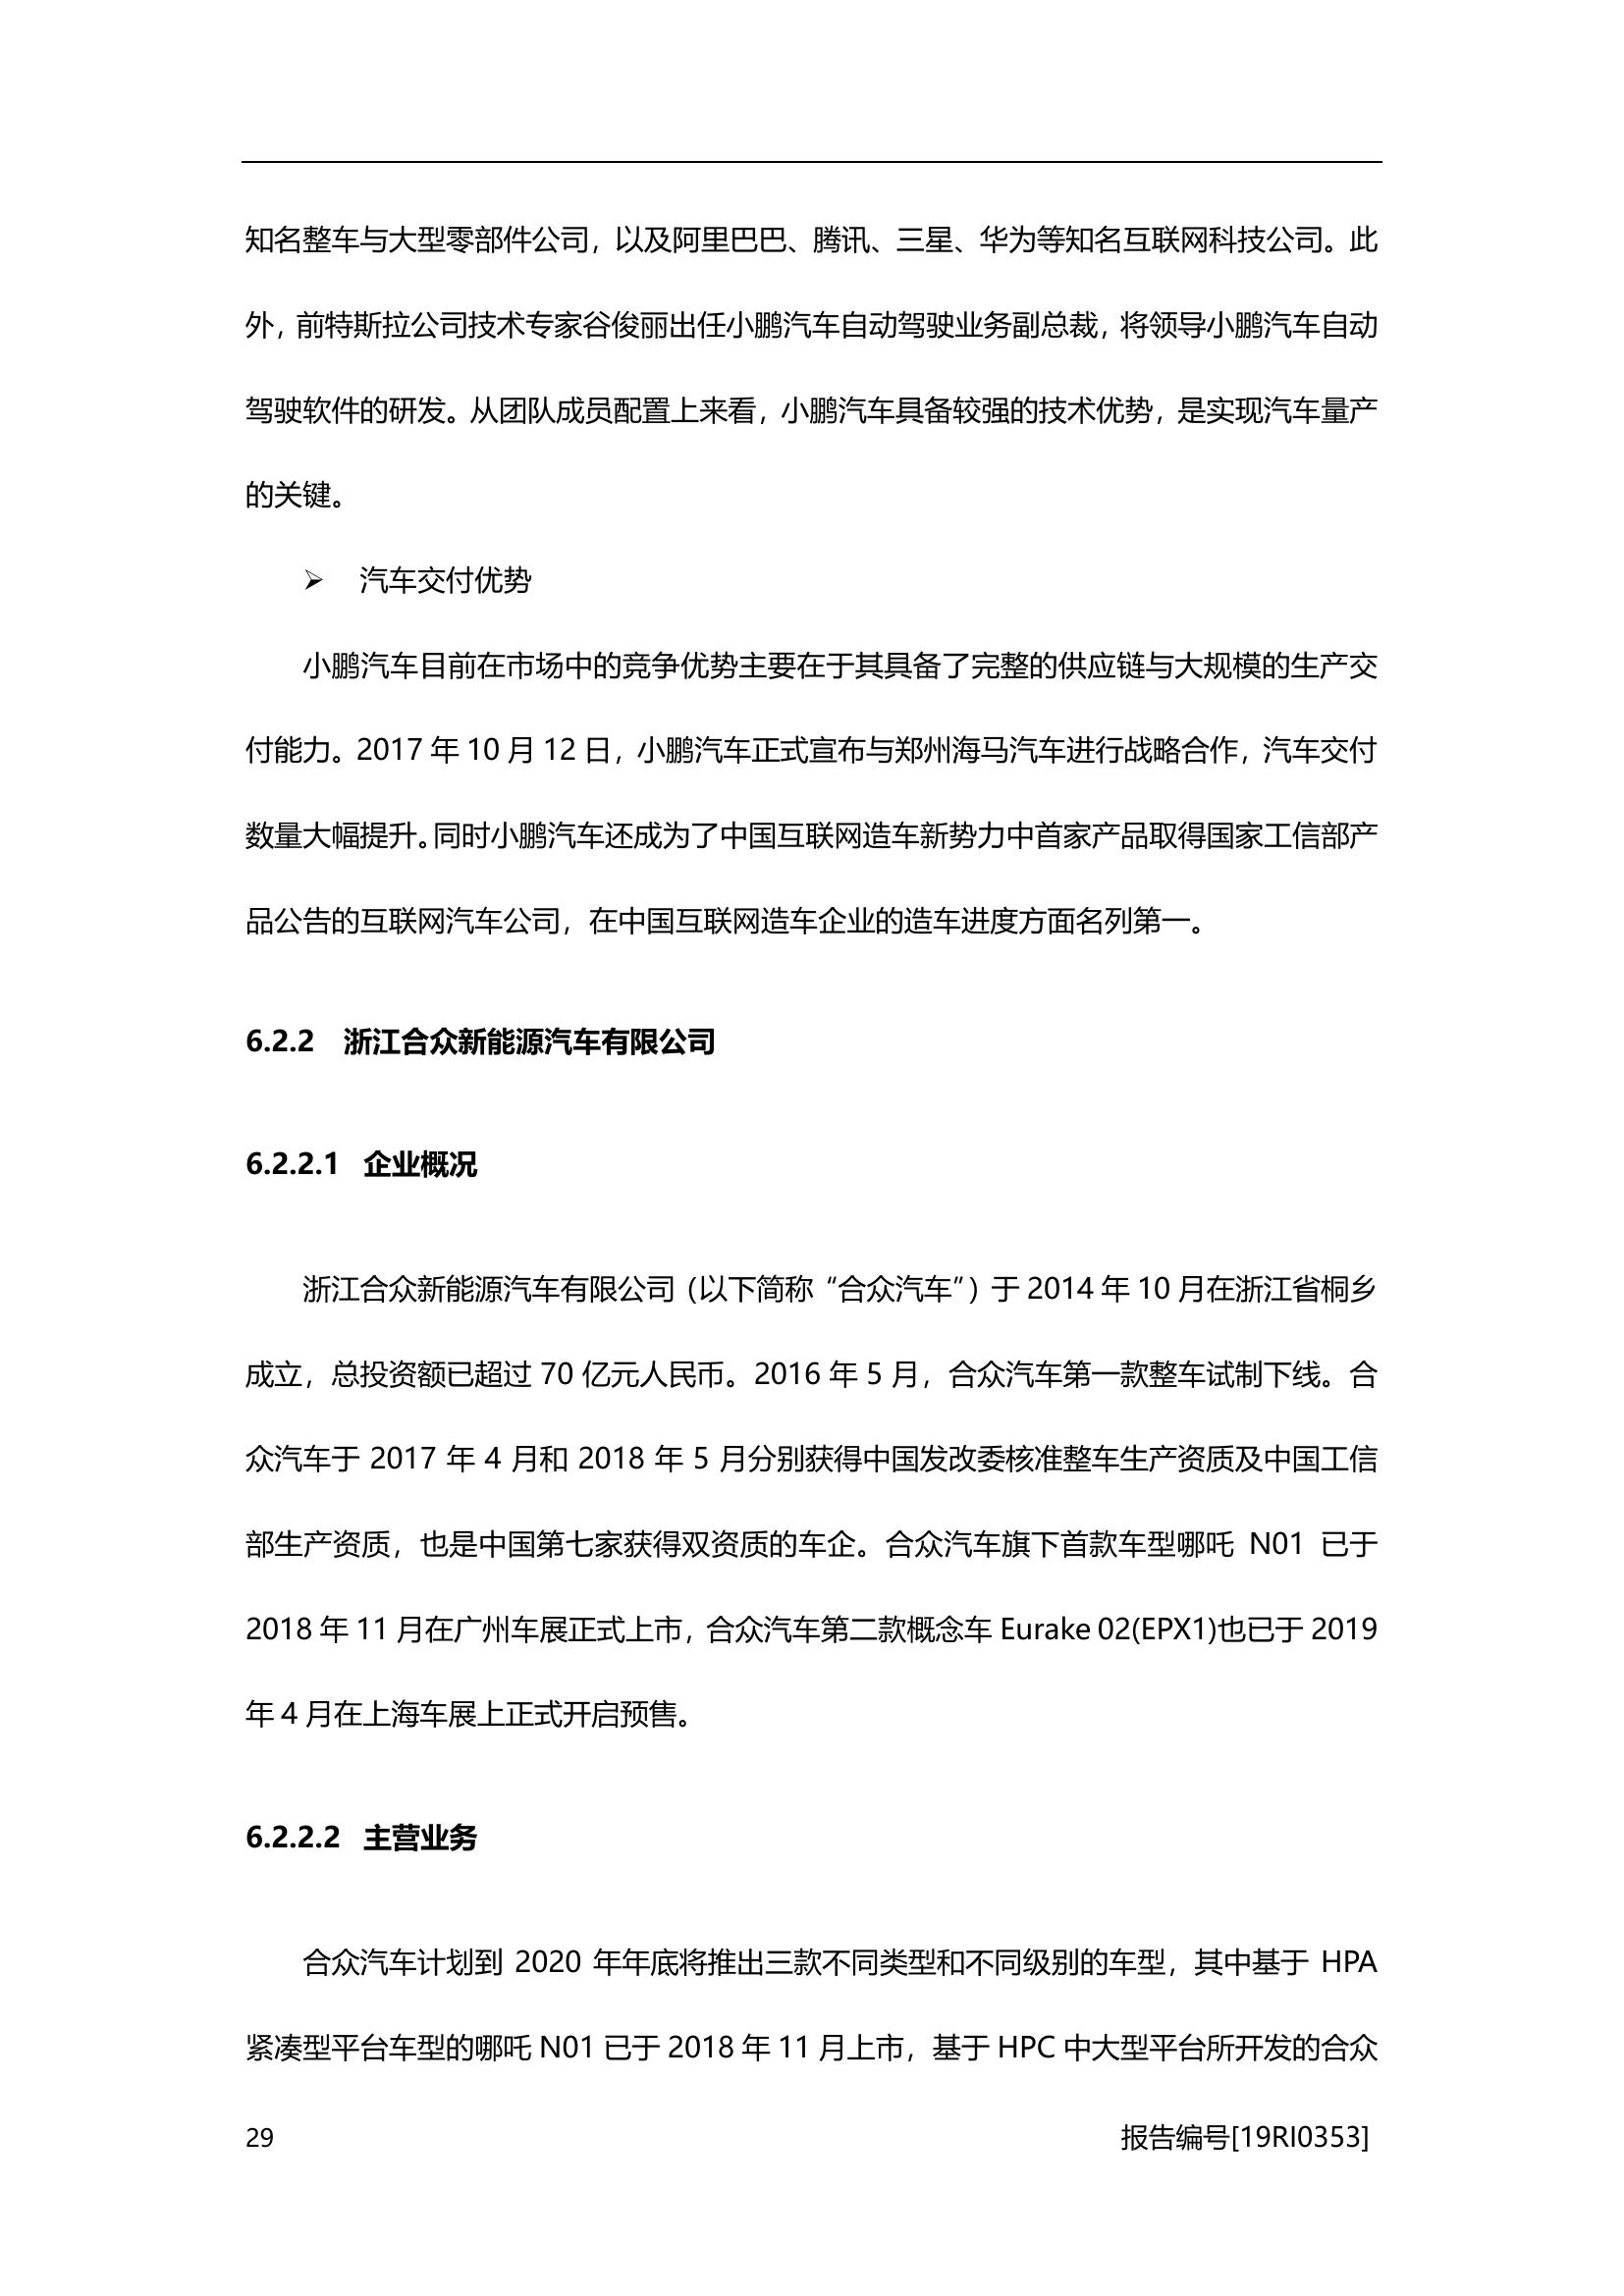 知名整车与大型零部件公司，以及阿里巴巴、腾讯、三星、华为等知名互联网科技公司。此
外，前特斯拉公司技术专家谷俊丽出任小鹏汽车自动驾驶业务副总裁，将领导小鹏汽车自动
驾驶软件的研发。从团队成员配置上来看，小鹏汽车具备较强的技术优势，是实现汽车量产
的关键。
➢ 汽车交付优势
小鹏汽车目前在市场中的竞争优势主要在于其具备了完整的供应链与大规模的生产交
付能力。2017 年 10 月 12 日，小鹏汽车正式宣布与郑州海马汽车进行战略合作，汽车交付
数量大幅提升。同时小鹏汽车还成为了中国互联网造车新势力中首家产品取得国家工信部产
品公告的互联网汽车公司，在中国互联网造车企业的造车进度方面名列第一。
6.2.2 浙江合众新能源汽车有限公司
6.2.2.1 企业概况
浙江合众新能源汽车有限公司（以下简称“合众汽车”）于 2014 年 10 月在浙江省桐乡
成立，总投资额已超过 70 亿元人民币。2016 年 5 月，合众汽车第一款整车试制下线。合
众汽车于 2017 年 4 月和 2018 年 5 月分别获得中国发改委核准整车生产资质及中国工信
部生产资质，也是中国第七家获得双资质的车企。合众汽车旗下首款车型哪吒 N01 已于
2018 年 11 月在广州车展正式上市，合众汽车第二款概念车 Eurake 02(EPX1)也已于 2019
年 4 月在上海车展上正式开启预售。
6.2.2.2 主营业务
合众汽车计划到 2020 年年底将推出三款不同类型和不同级别的车型，其中基于 HPA
紧凑型平台车型的哪吒 N01 已于 2018 年 11 月上市，基于 HPC 中大型平台所开发的合众
29 报告编号[19RI0353]